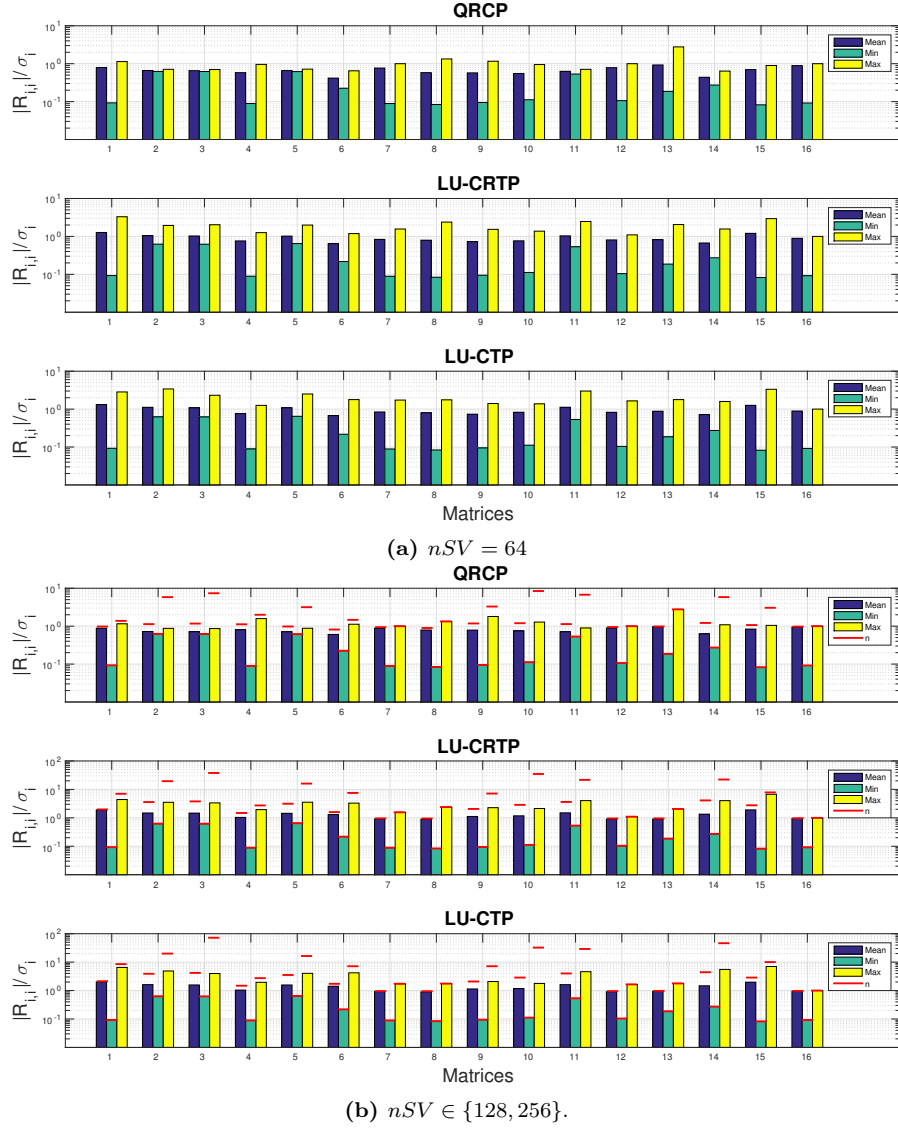 QRCP
|R_{i,i}|/σ_i
10^1
10^0
10^{-1}
Mean
Min
Max
1 2 3 4 5 6 7 8 9 10 11 12 13 14 15 16
LU-CRTP
|R_{i,i}|/σ_i
10^1
10^0
10^{-1}
Mean
Min
Max
1 2 3 4 5 6 7 8 9 10 11 12 13 14 15 16
LU-CTP
|R_{i,i}|/σ_i
10^1
10^0
10^{-1}
Mean
Min
Max
1 2 3 4 5 6 7 8 9 10 11 12 13 14 15 16
Matrices
(a) nSV = 64
QRCP
|R_{i,i}|/σ_i
10^1
10^0
10^{-1}
Mean
Min
Max
n
1 2 3 4 5 6 7 8 9 10 11 12 13 14 15 16
LU-CRTP
|R_{i,i}|/σ_i
10^2
10^1
10^0
10^{-1}
Mean
Min
Max
n
1 2 3 4 5 6 7 8 9 10 11 12 13 14 15 16
LU-CTP
|R_{i,i}|/σ_i
10^2
10^1
10^0
10^{-1}
Mean
Min
Max
n
1 2 3 4 5 6 7 8 9 10 11 12 13 14 15 16
Matrices
(b) nSV ∈ {128, 256}.